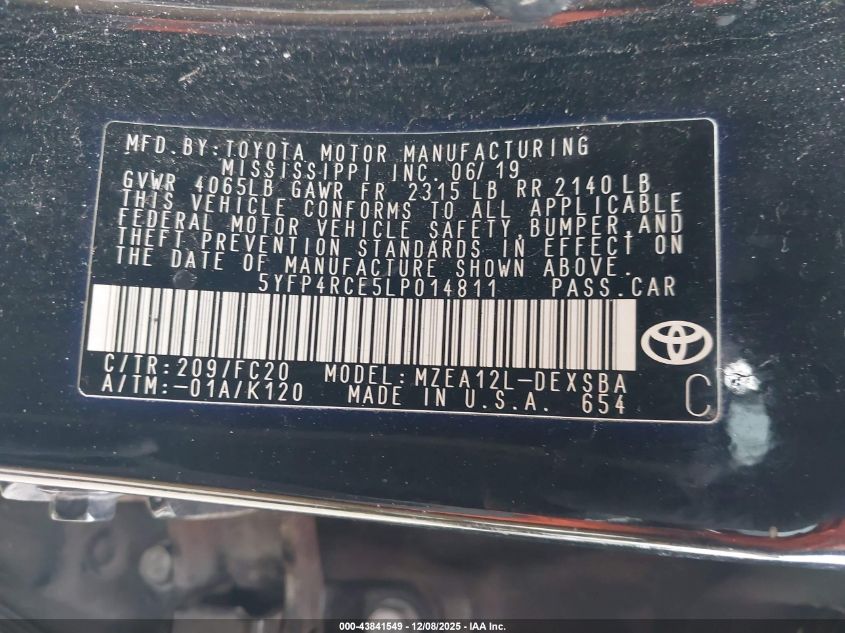 MFD.BY:TOYOTA MOTOR MANUFACTURING
MISSISSIPPI INC. 06/19
GVWR 4065LB GAWR FR 2315 LB RR 2140 LB
THIS VEHICLE CONFORMS TO ALL APPLICABLE
FEDERAL MOTOR VEHICLE SAFETY,BUMPER,AND
THEFT PREVENTION STANDARDS IN EFFECT ON
THE DATE OF MANUFACTURE SHOWN ABOVE.
5YFP4RCE5LP014811 PASS.CAR
C/TR:209/FC20 MODEL:MZEA12L-DEXSBA
A/TM:-01A/K120 MADE IN U.S.A. 654 C
000-43841549 - 12/08/2025 - IAA Inc.